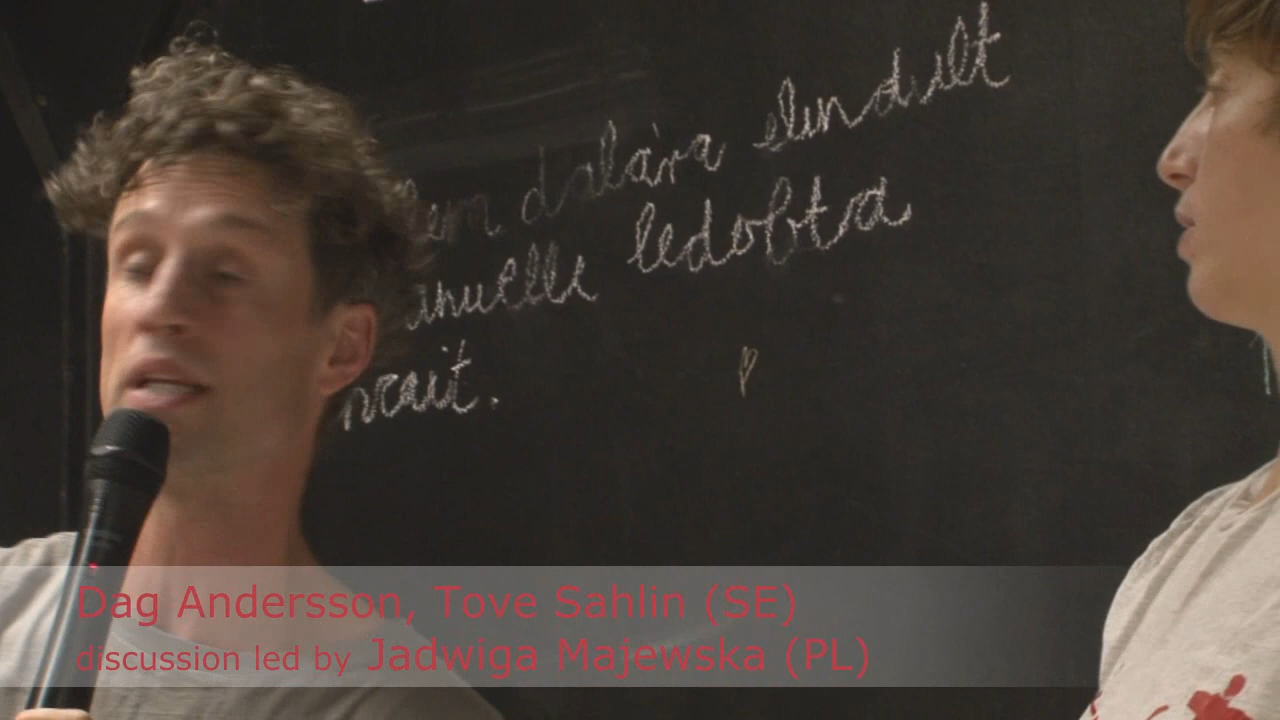 dalára elindult
ledobta
Dag Andersson, Tove Sahlin (SE)
discussion led by Jadwiga Majewska (PL)